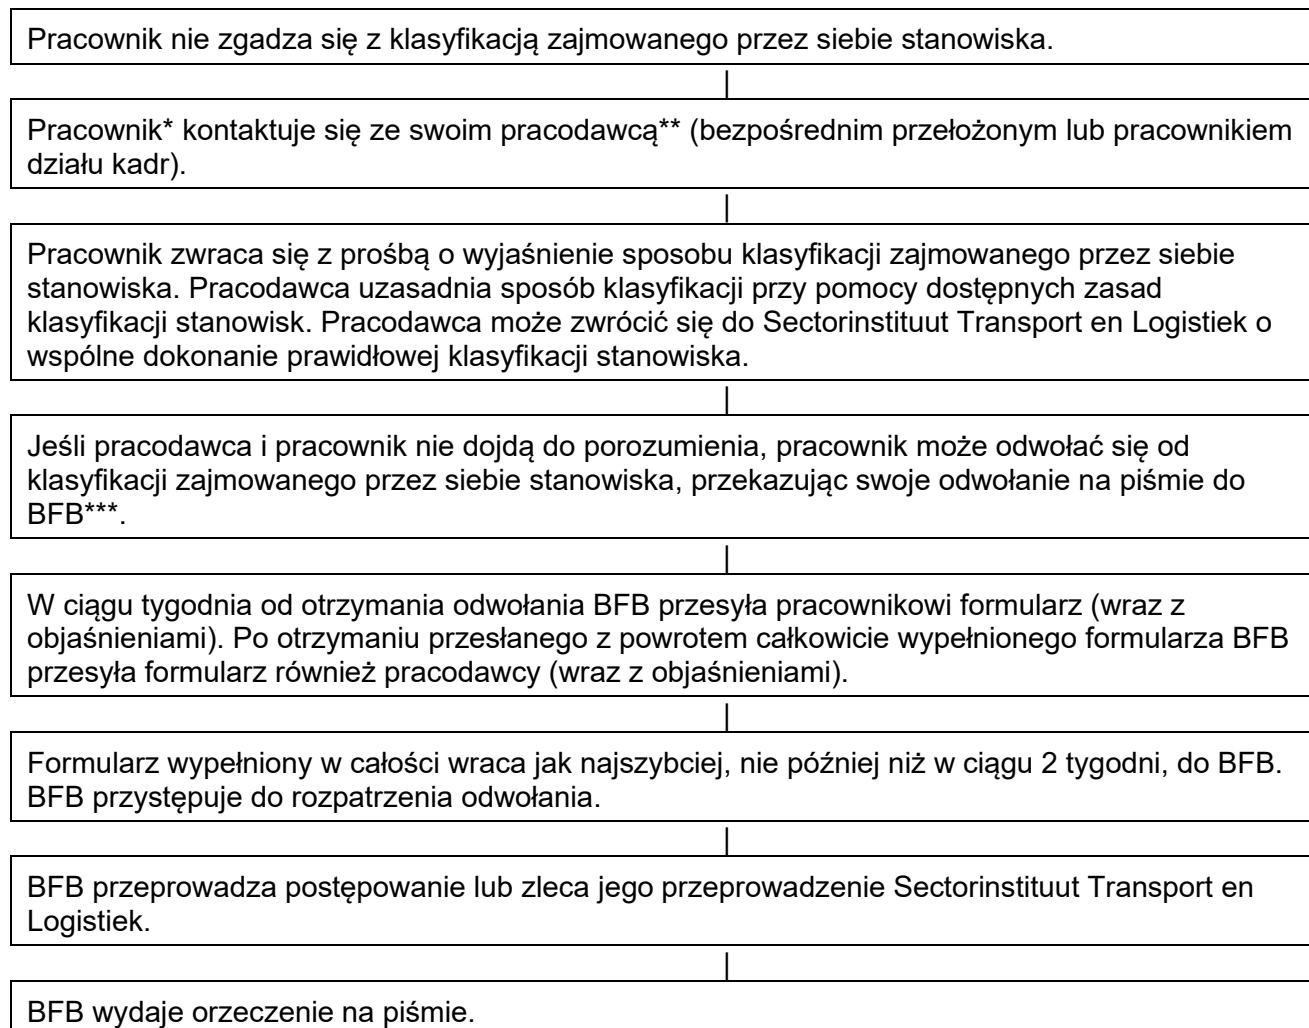 Pracownik nie zgadza się z klasyfikacją zajmowanego przez siebie stanowiska.
Pracownik* kontaktuje się ze swoim pracodawcą** (bezpośrednim przełożonym lub pracownikiem
działu kadr).
Pracownik zwraca się z prośbą o wyjaśnienie sposobu klasyfikacji zajmowanego przez siebie
stanowiska. Pracodawca uzasadnia sposób klasyfikacji przy pomocy dostępnych zasad
klasyfikacji stanowisk. Pracodawca może zwrócić się do Sectorinstituut Transport en Logistiek o
wspólne dokonanie prawidłowej klasyfikacji stanowiska.
Jeśli pracodawca i pracownik nie dojdą do porozumienia, pracownik może odwołać się od
klasyfikacji zajmowanego przez siebie stanowiska, przekazując swoje odwołanie na piśmie do
BFB***.
W ciągu tygodnia od otrzymania odwołania BFB przesyła pracownikowi formularz (wraz z
objaśnieniami). Po otrzymaniu przesłanego z powrotem całkowicie wypełnionego formularza BFB
przesyła formularz również pracodawcy (wraz z objaśnieniami).
Formularz wypełniony w całości wraca jak najszybciej, nie później niż w ciągu 2 tygodni, do BFB.
BFB przystępuje do rozpatrzenia odwołania.
BFB przeprowadza postępowanie lub zleca jego przeprowadzenie Sectorinstituut Transport en
Logistiek.
BFB wydaje orzeczenie na piśmie.